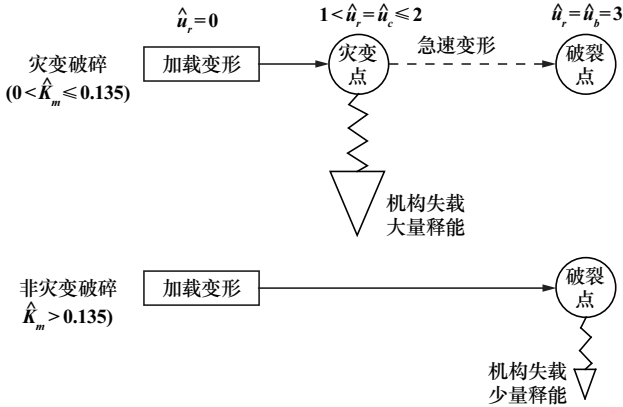 û_r=0
1<û_r=û_c≤2
û_r=û_b=3
灾变破碎
(0<K̂_m≤0.135)
加载变形
灾变
点
急速变形
破裂
点
机构失载
大量释能
非灾变破碎
K̂_m>0.135)
加载变形
破裂
点
机构失载
少量释能